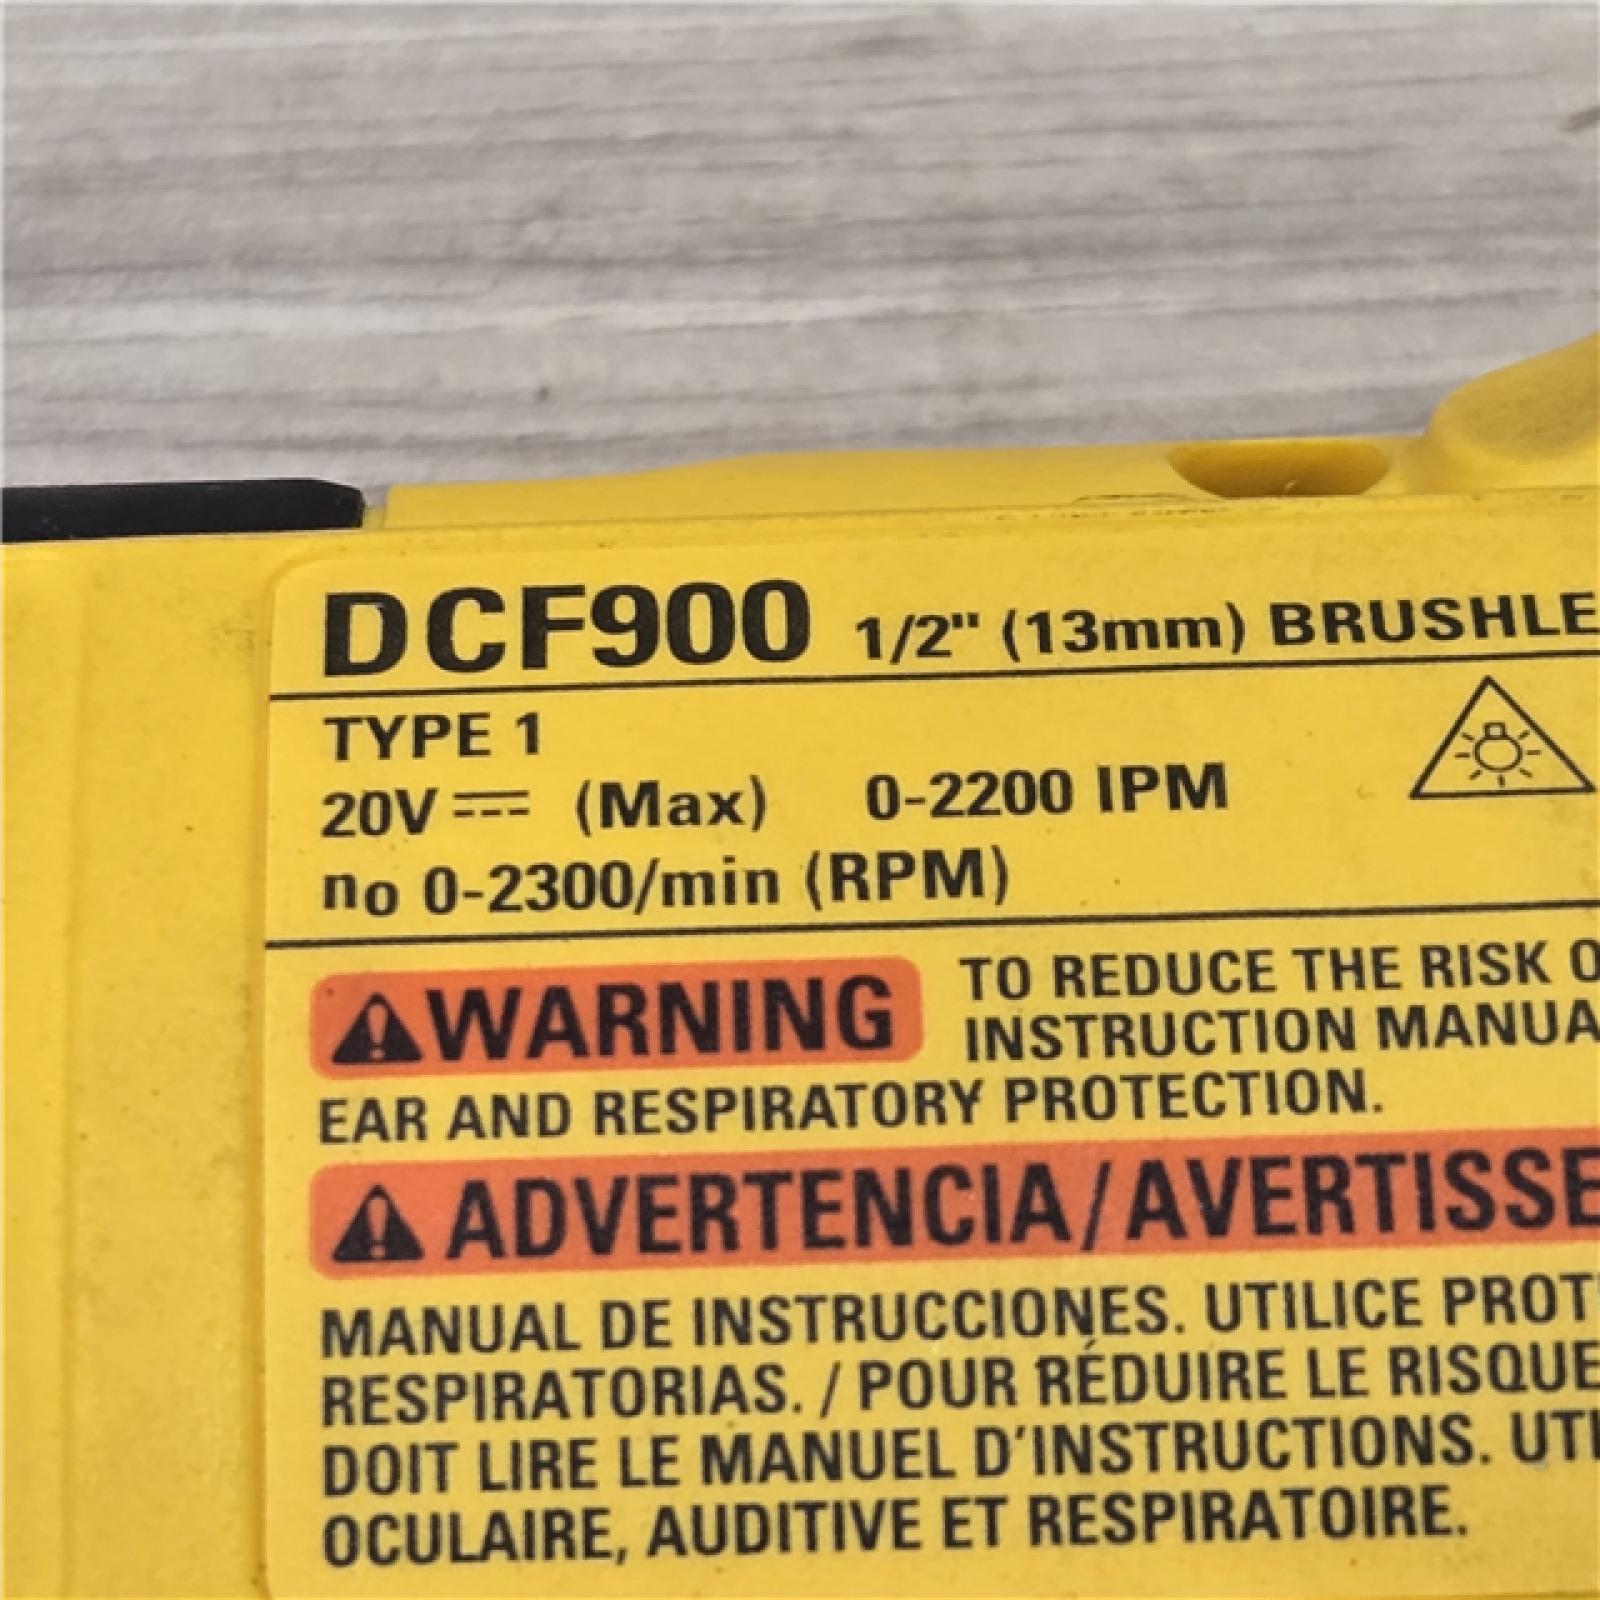 DCF900 1/2" (13mm) BRUSHLE
TYPE 1
20V ⎓ (Max) 0-2200 IPM
no 0-2300/min (RPM)
WARNING TO REDUCE THE RISK O
INSTRUCTION MANUA
EAR AND RESPIRATORY PROTECTION.
ADVERTENCIA/AVERTISSE
MANUAL DE INSTRUCCIONES. UTILICE PROT
RESPIRATORIAS. / POUR RÉDUIRE LE RISQUE
DOIT LIRE LE MANUEL D'INSTRUCTIONS. UTI
OCULAIRE, AUDITIVE ET RESPIRATOIRE.